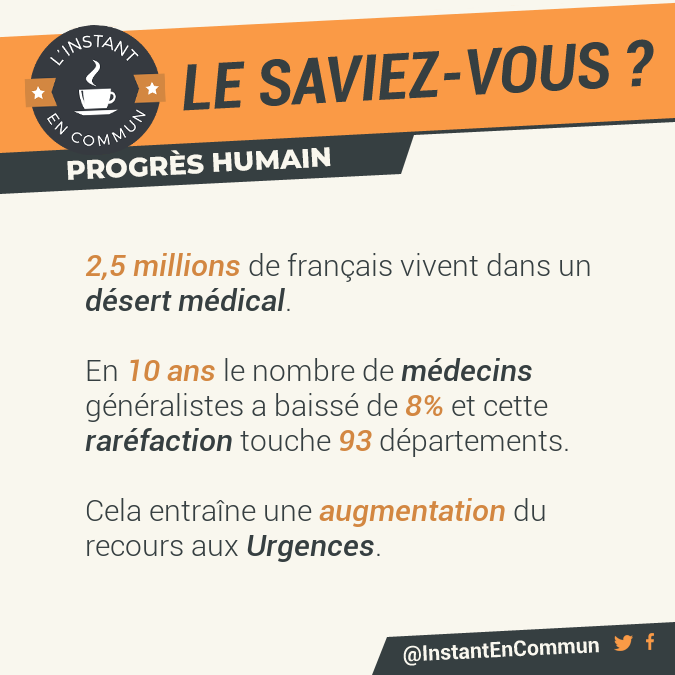 L'INSTANT
EN COMMUN
LE SAVIEZ-VOUS ?
PROGRÈS HUMAIN
2,5 millions de français vivent dans un
désert médical.
En 10 ans le nombre de médecins
généralistes a baissé de 8% et cette
raréfaction touche 93 départements.
Cela entraîne une augmentation du
recours aux Urgences.
@InstantEnCommun